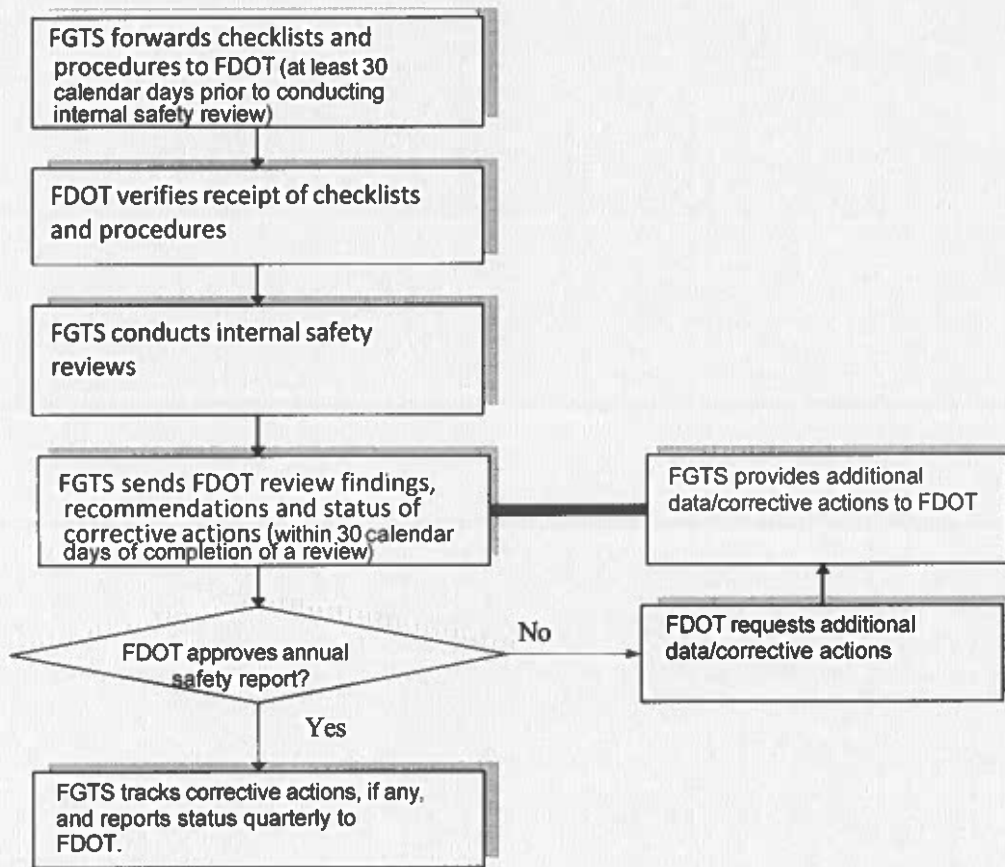 FGTS forwards checklists and
procedures to FDOT (at least 30
calendar days prior to conducting
internal safety review)
FDOT verifies receipt of checklists
and procedures
FGTS conducts internal safety
reviews
FGTS sends FDOT review findings,
recommendations and status of
corrective actions (within 30 calendar
days of completion of a review)
FGTS provides additional
data/corrective actions to FDOT
FDOT approves annual
safety report?
No
FDOT requests additional
data/corrective actions
Yes
FGTS tracks corrective actions, if any,
and reports status quarterly to
FDOT.